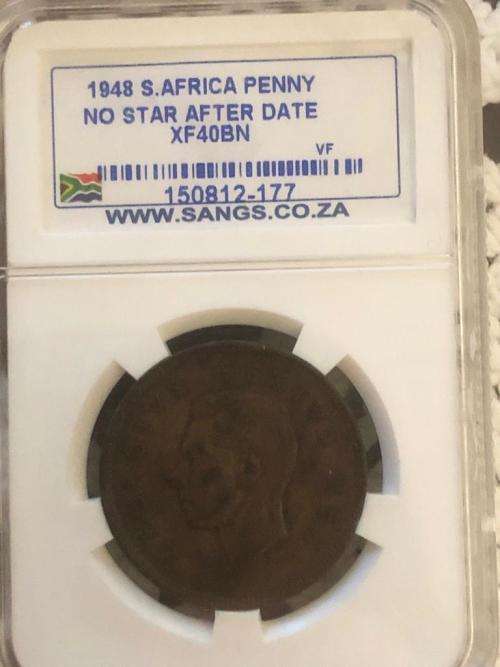 1948 S.AFRICA PENNY
NO STAR AFTER DATE
XF40BN
VF
150812-177
WWW.SANGS.CO.ZA